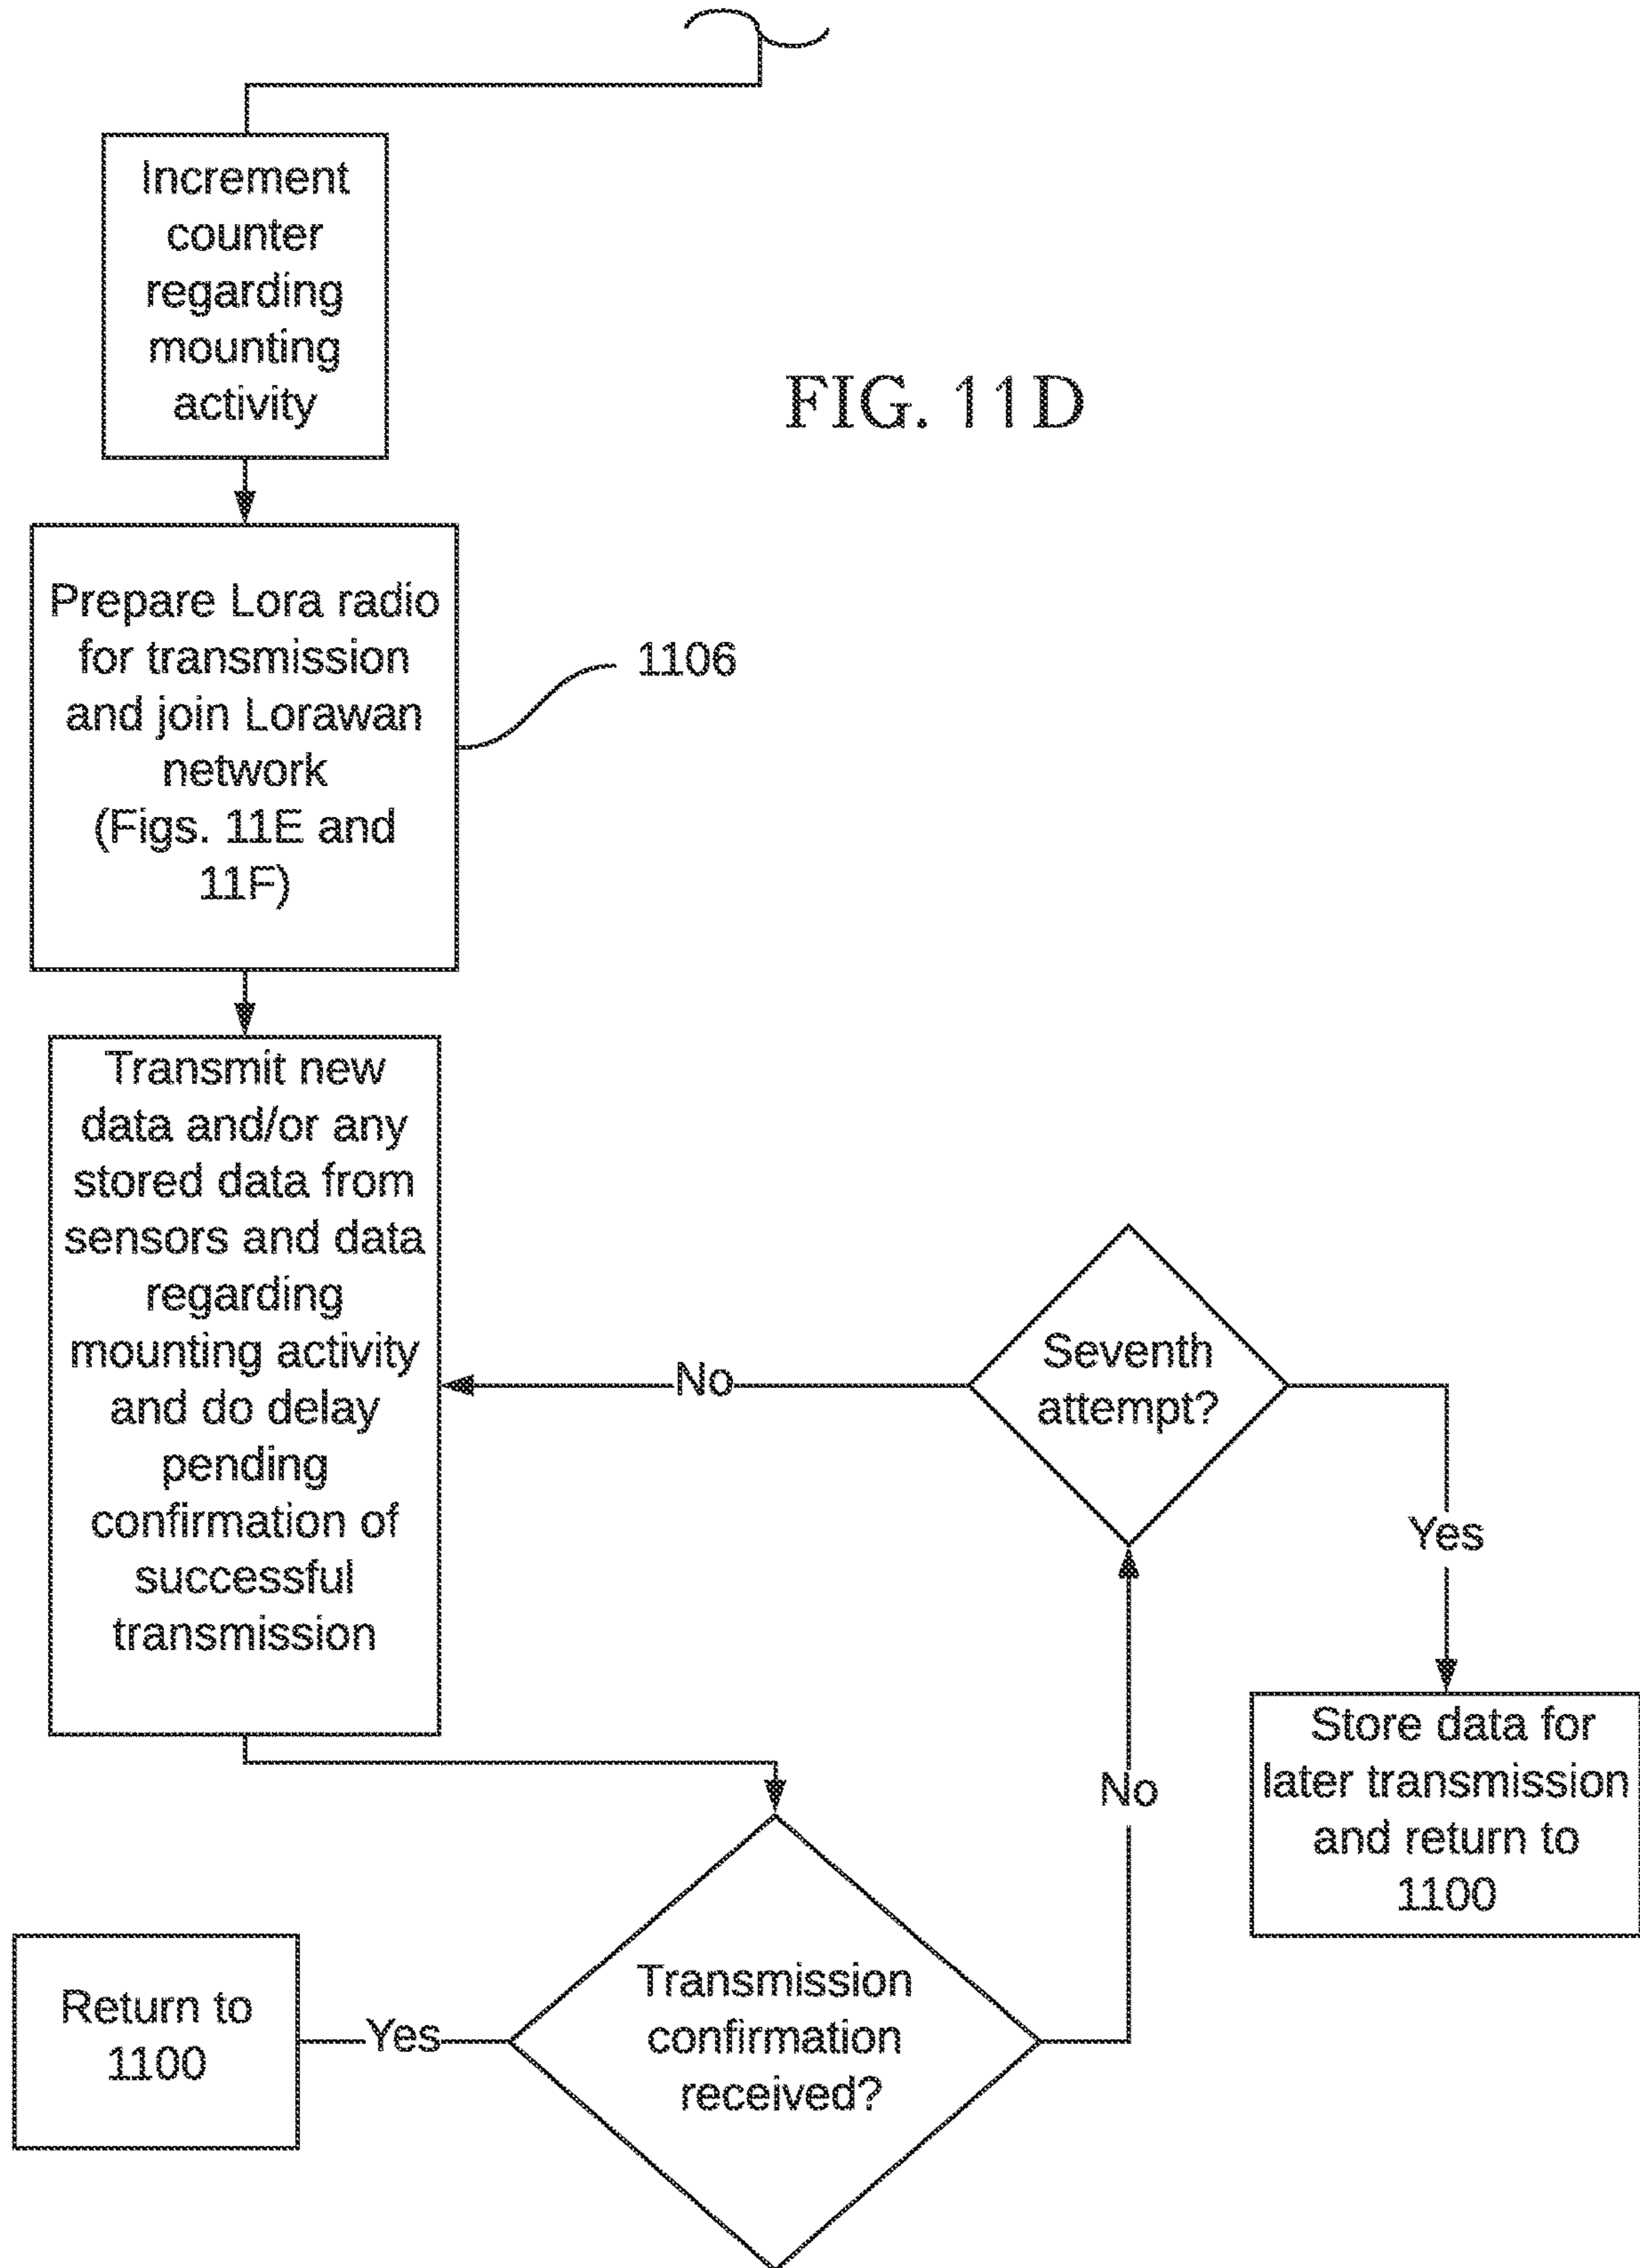 Increment
counter
regarding
mounting
activity
FIG. 11D
Prepare Lora radio
for transmission
and join Lorawan
network
(Figs. 11E and
11F)
1106
Transmit new
data and/or any
stored data from
sensors and data
regarding
mounting activity
and do delay
pending
confirmation of
successful
transmission
No
Seventh
attempt?
Yes
Store data for
later transmission
and return to
1100
No
Transmission
confirmation
received?
Yes
Return to
1100